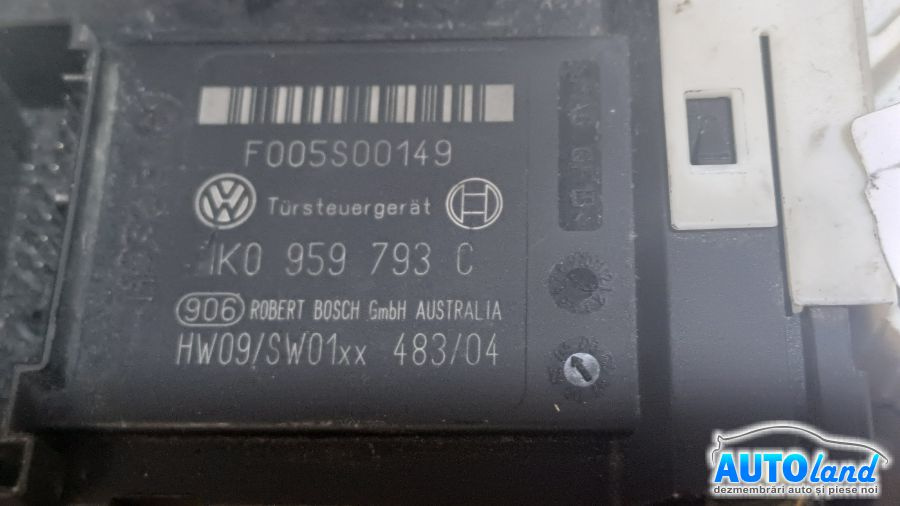 F005S00149
Türsteuergerät
1K0 959 793 C
906 ROBERT BOSCH GmbH AUSTRALIA
HW09/SW01xx 483/04
AUTOland
dezmembrări auto și piese noi